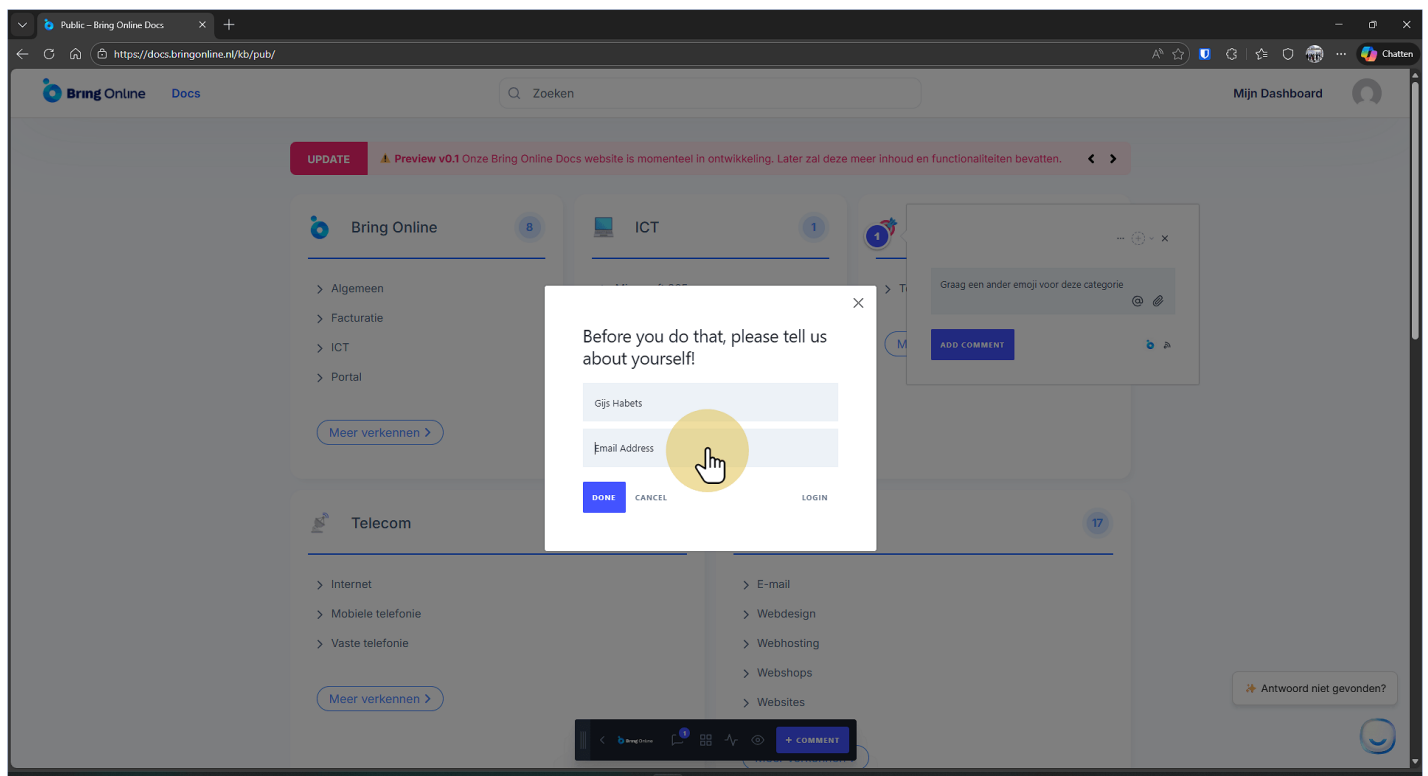 Public – Bring Online Docs
https://docs.bringonline.nl/kb/pub/
Chatten
Bring Online
Docs
Zoeken
Mijn Dashboard
UPDATE
Preview v0.1 Onze Bring Online Docs website is momenteel in ontwikkeling. Later zal deze meer inhoud en functionaliteiten bevatten.
Bring Online
8
Algemeen
Facturatie
ICT
Portal
Meer verkennen
ICT
1
1
Graag een ander emoji voor deze categorie
ADD COMMENT
Before you do that, please tell us
about yourself!
Gijs Habets
Email Address
DONE
CANCEL
LOGIN
Telecom
Internet
Mobiele telefonie
Vaste telefonie
Meer verkennen
17
E-mail
Webdesign
Webhosting
Webshops
Websites
Antwoord niet gevonden?
Bring Online
1
+ COMMENT